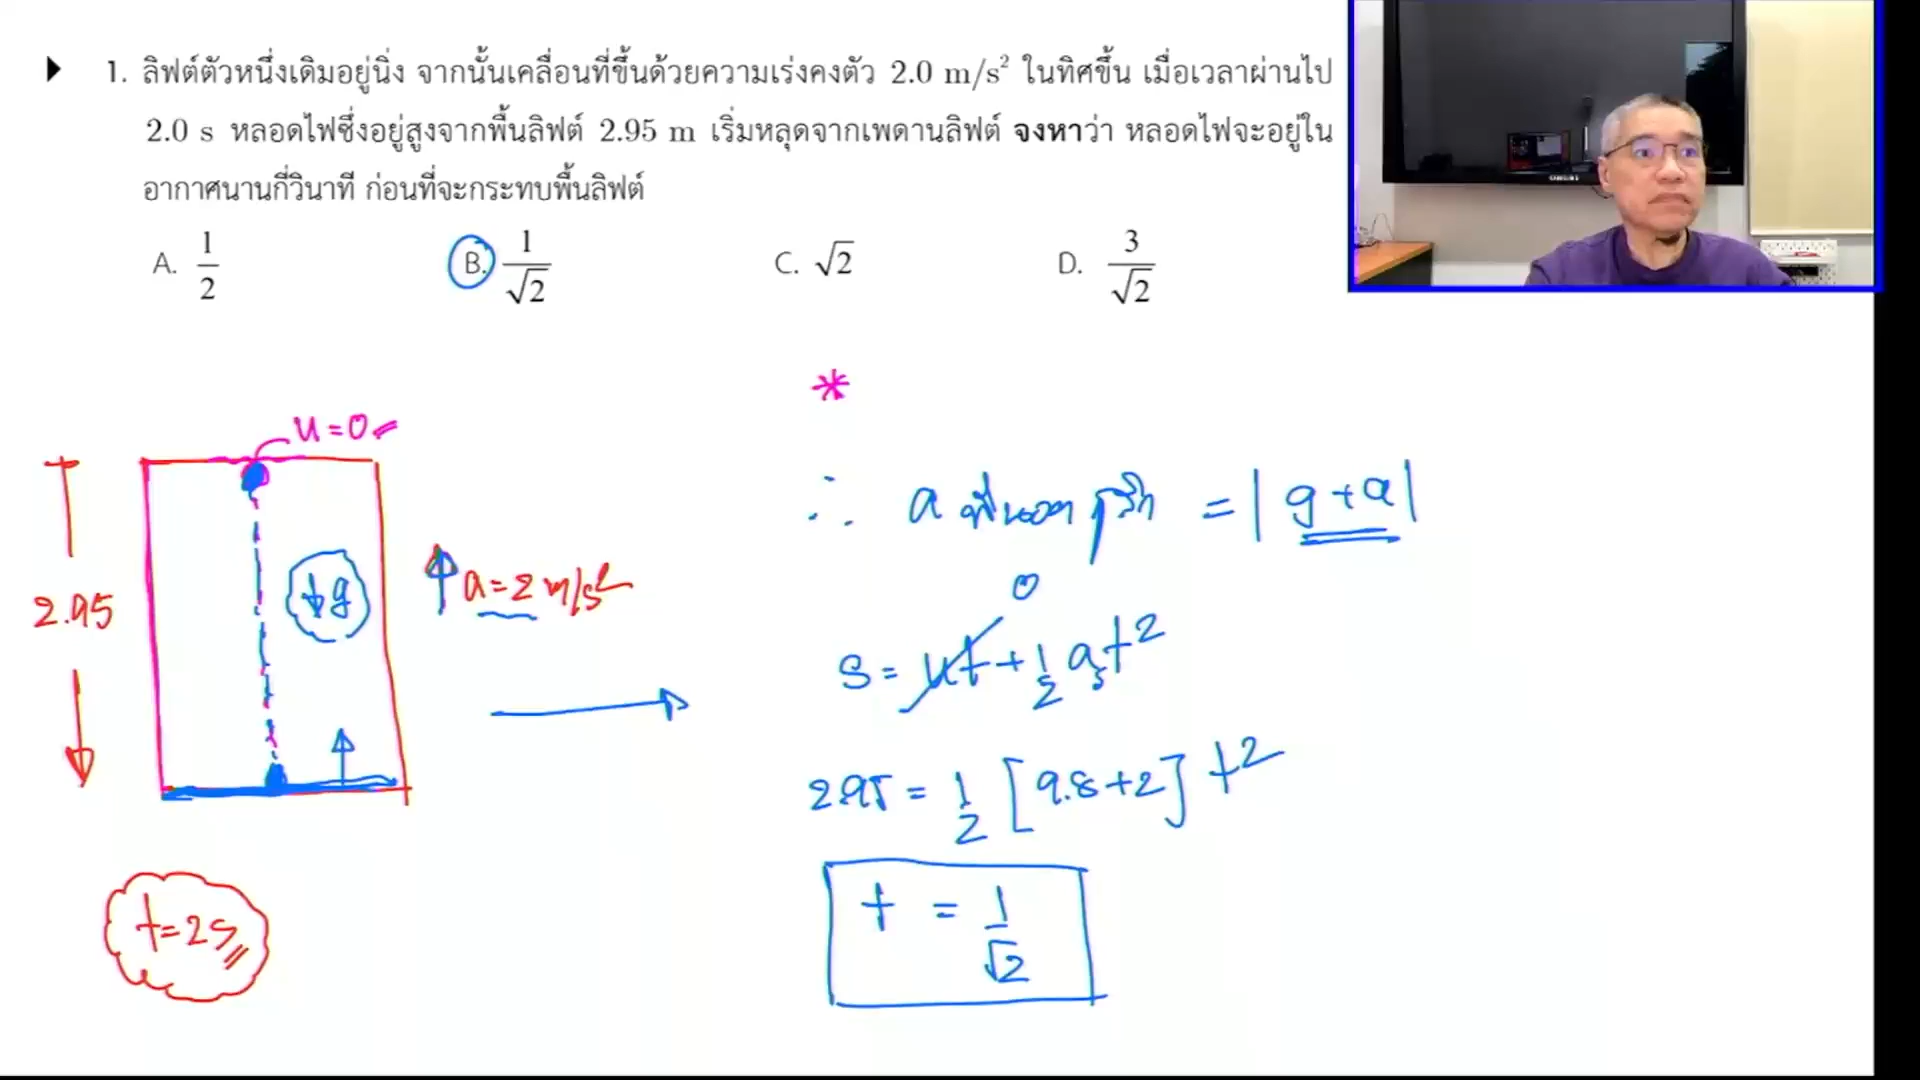 1. ลิฟต์ตัวหนึ่งเดิมอยู่นิ่ง จากนั้นเคลื่อนที่ขึ้นด้วยความเร่งคงตัว 2.0 m/s² ในทิศขึ้น เมื่อเวลาผ่านไป
2.0 s หลอดไฟซึ่งอยู่สูงจากพื้นลิฟต์ 2.95 m เริ่มหลุดจากเพดานลิฟต์ จงหาว่า หลอดไฟจะอยู่ใน
อากาศนานกี่วินาที ก่อนที่จะกระทบพื้นลิฟต์
A. 1/2 B. 1/√2 C. √2 D. 3/√2
SAMSUNG
*
u=0
∴ a = |g+a|
g
a=2 m/s²
2.95
0
s = ut + 1/2 at²
2.95 = 1/2 [9.8+2] t²
t=2s
t = 1/√2